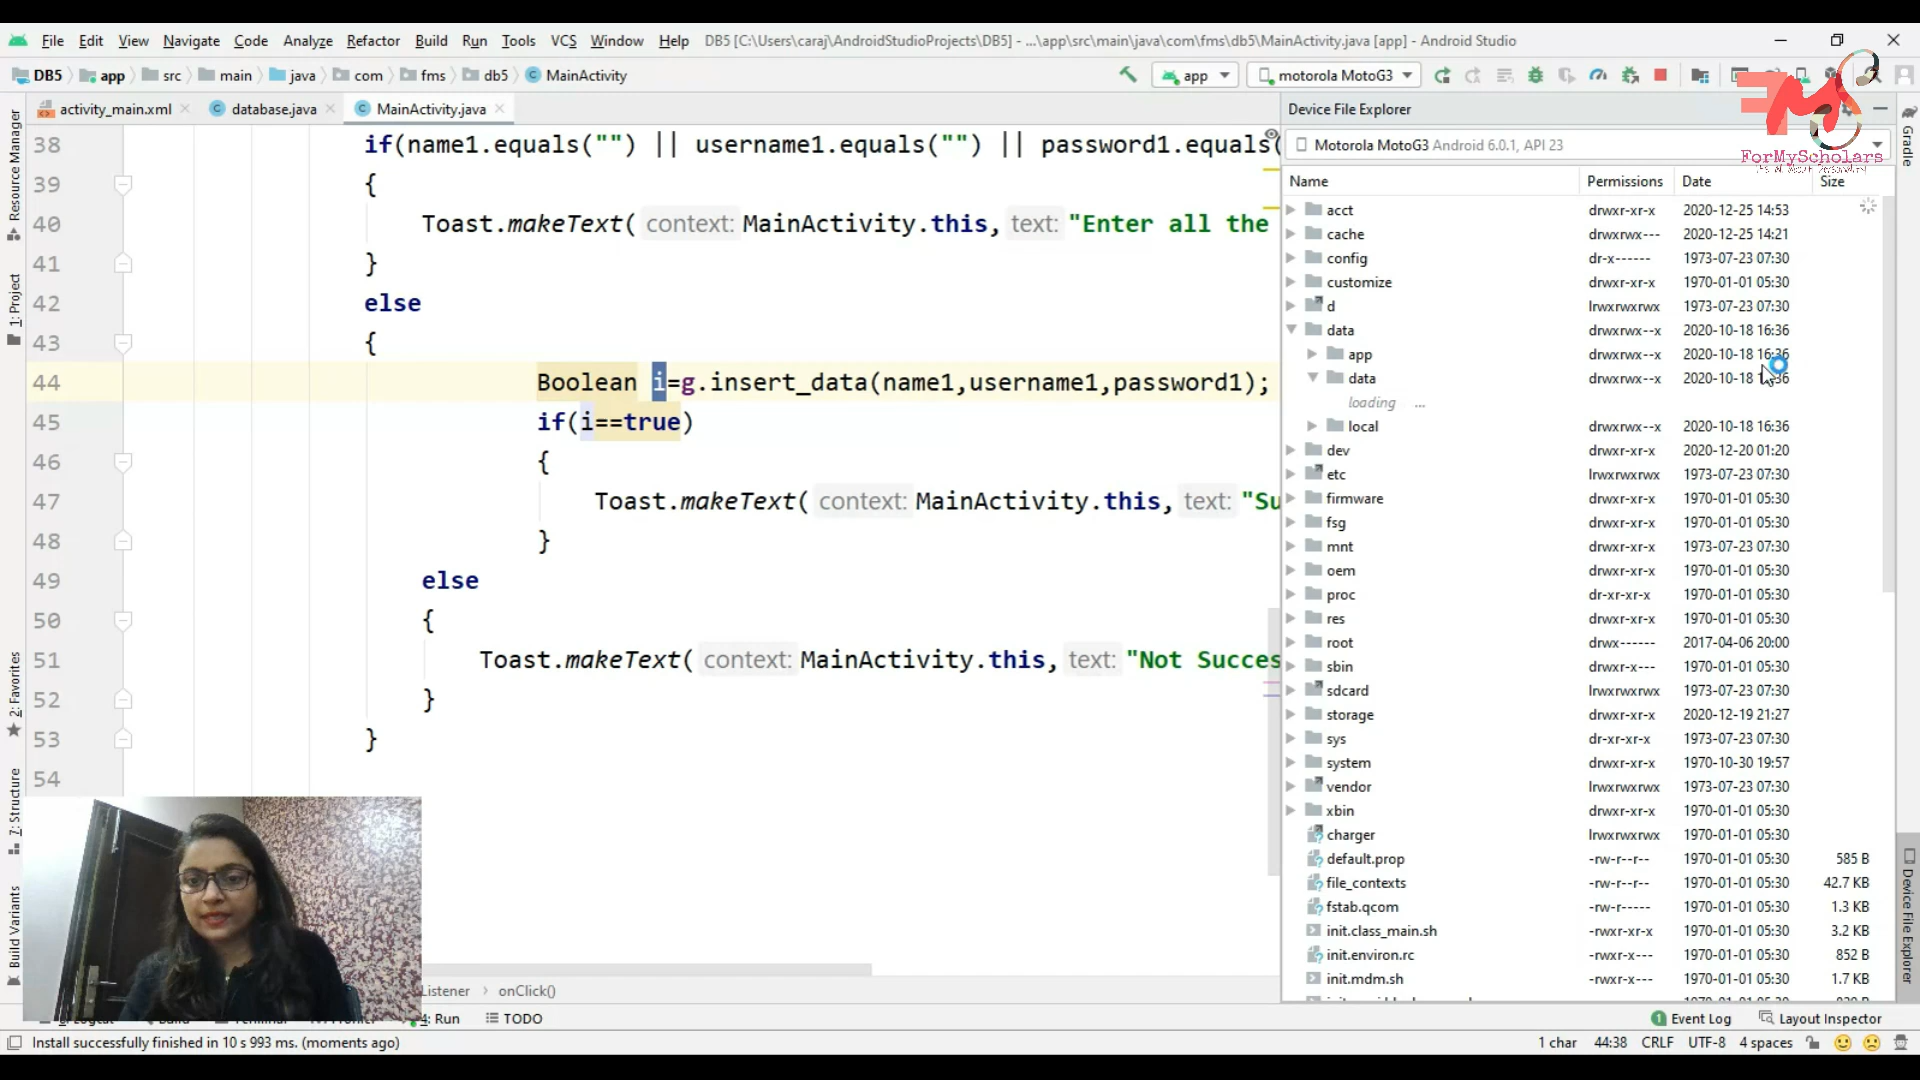 File Edit View Navigate Code Analyze Refactor Build Run Tools VCS Window Help DB5 [C:\Users\caraj\AndroidStudioProjects\DB5] - ...\app\src\main\java\com\fms\db5\MainActivity.java [app] - Android Studio
DB5 app src main java com fms db5 MainActivity app motorola MotoG3
activity_main.xml database.java MainActivity.java
Device File Explorer
Motorola MotoG3 Android 6.0.1, API 23
ForMyScholars
Name Permissions Date Size
38 if(name1.equals("") || username1.equals("") || password1.equals(
39 {
40 Toast.makeText( context: MainActivity.this, text: "Enter all the
41 }
42 else
43 {
44 Boolean i=g.insert_data(name1,username1,password1);
45 if(i==true)
46 {
47 Toast.makeText( context: MainActivity.this, text: "Su
48 }
49 else
50 {
51 Toast.makeText( context: MainActivity.this, text: "Not Succes
52 }
53 }
54
acct drwxr-xr-x 2020-12-25 14:53
cache drwxrwx--- 2020-12-25 14:21
config dr-x------ 1973-07-23 07:30
customize drwxr-xr-x 1970-01-01 05:30
d lrwxrwxrwx 1973-07-23 07:30
data drwxrwx--x 2020-10-18 16:36
app drwxrwx--x 2020-10-18 16:36
data drwxrwx--x 2020-10-18
loading ...
local drwxrwx--x 2020-10-18 16:36
dev drwxr-xr-x 2020-12-20 01:20
etc lrwxrwxrwx 1973-07-23 07:30
firmware drwxr-xr-x 1970-01-01 05:30
fsg drwxr-xr-x 1970-01-01 05:30
mnt drwxr-xr-x 1973-07-23 07:30
oem drwxr-xr-x 1970-01-01 05:30
proc dr-xr-xr-x 1970-01-01 05:30
res drwxr-xr-x 1970-01-01 05:30
root drwx------ 2017-04-06 20:00
sbin drwxr-x--- 1970-01-01 05:30
sdcard lrwxrwxrwx 1973-07-23 07:30
storage drwxr-xr-x 2020-12-19 21:27
sys dr-xr-xr-x 1973-07-23 07:30
system drwxr-xr-x 1970-10-30 19:57
vendor lrwxrwxrwx 1973-07-23 07:30
xbin drwxr-xr-x 1970-01-01 05:30
charger lrwxrwxrwx 1970-01-01 05:30
default.prop -rw-r--r-- 1970-01-01 05:30 585 B
file_contexts -rw-r--r-- 1970-01-01 05:30 42.7 KB
fstab.qcom -rw-r----- 1970-01-01 05:30 1.3 KB
init.class_main.sh -rwxr-xr-x 1970-01-01 05:30 3.2 KB
init.environ.rc -rwxr-x--- 1970-01-01 05:30 852 B
init.mdm.sh -rwxr-x--- 1970-01-01 05:30 1.7 KB
Resource Manager
1: Project
2: Favorites
7: Structure
Build Variants
Gradle
Device File Explorer
Listener onClick()
4: Run TODO Event Log Layout Inspector
Install successfully finished in 10 s 993 ms. (moments ago) 1 char 44:38 CRLF UTF-8 4 spaces